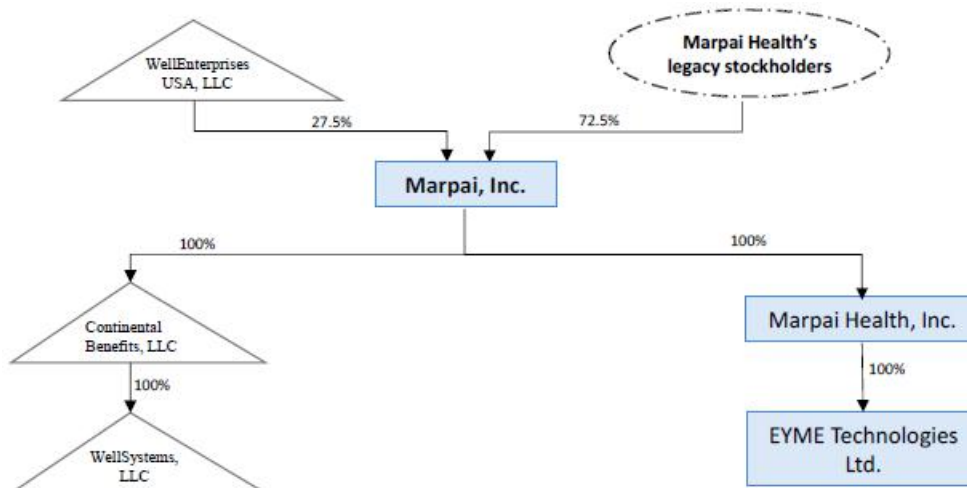 WellEnterprises
USA, LLC
Marpai Health's
legacy stockholders
27.5%
72.5%
Marpai, Inc.
100%
100%
Continental
Benefits, LLC
Marpai Health, Inc.
100%
100%
WellSystems,
LLC
EYME Technologies
Ltd.